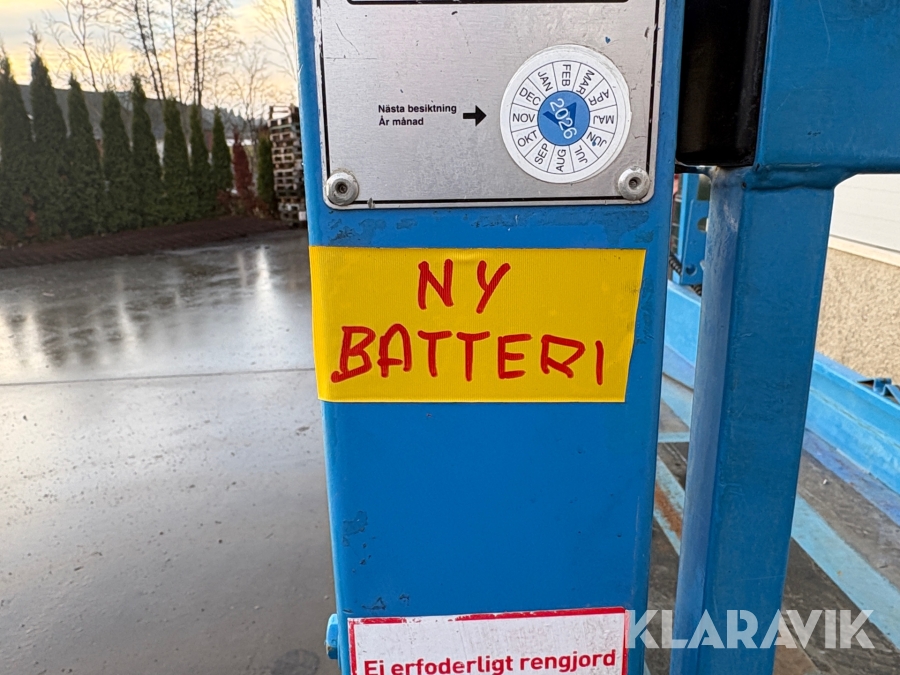 Nästa besiktning
År månad
JAN FEB MAR APR MAJ JUN JUL AUG SEP OKT NOV DEC
2026
NY
BATTERI
Ej erfoderligt rengjord
KLARAVIK